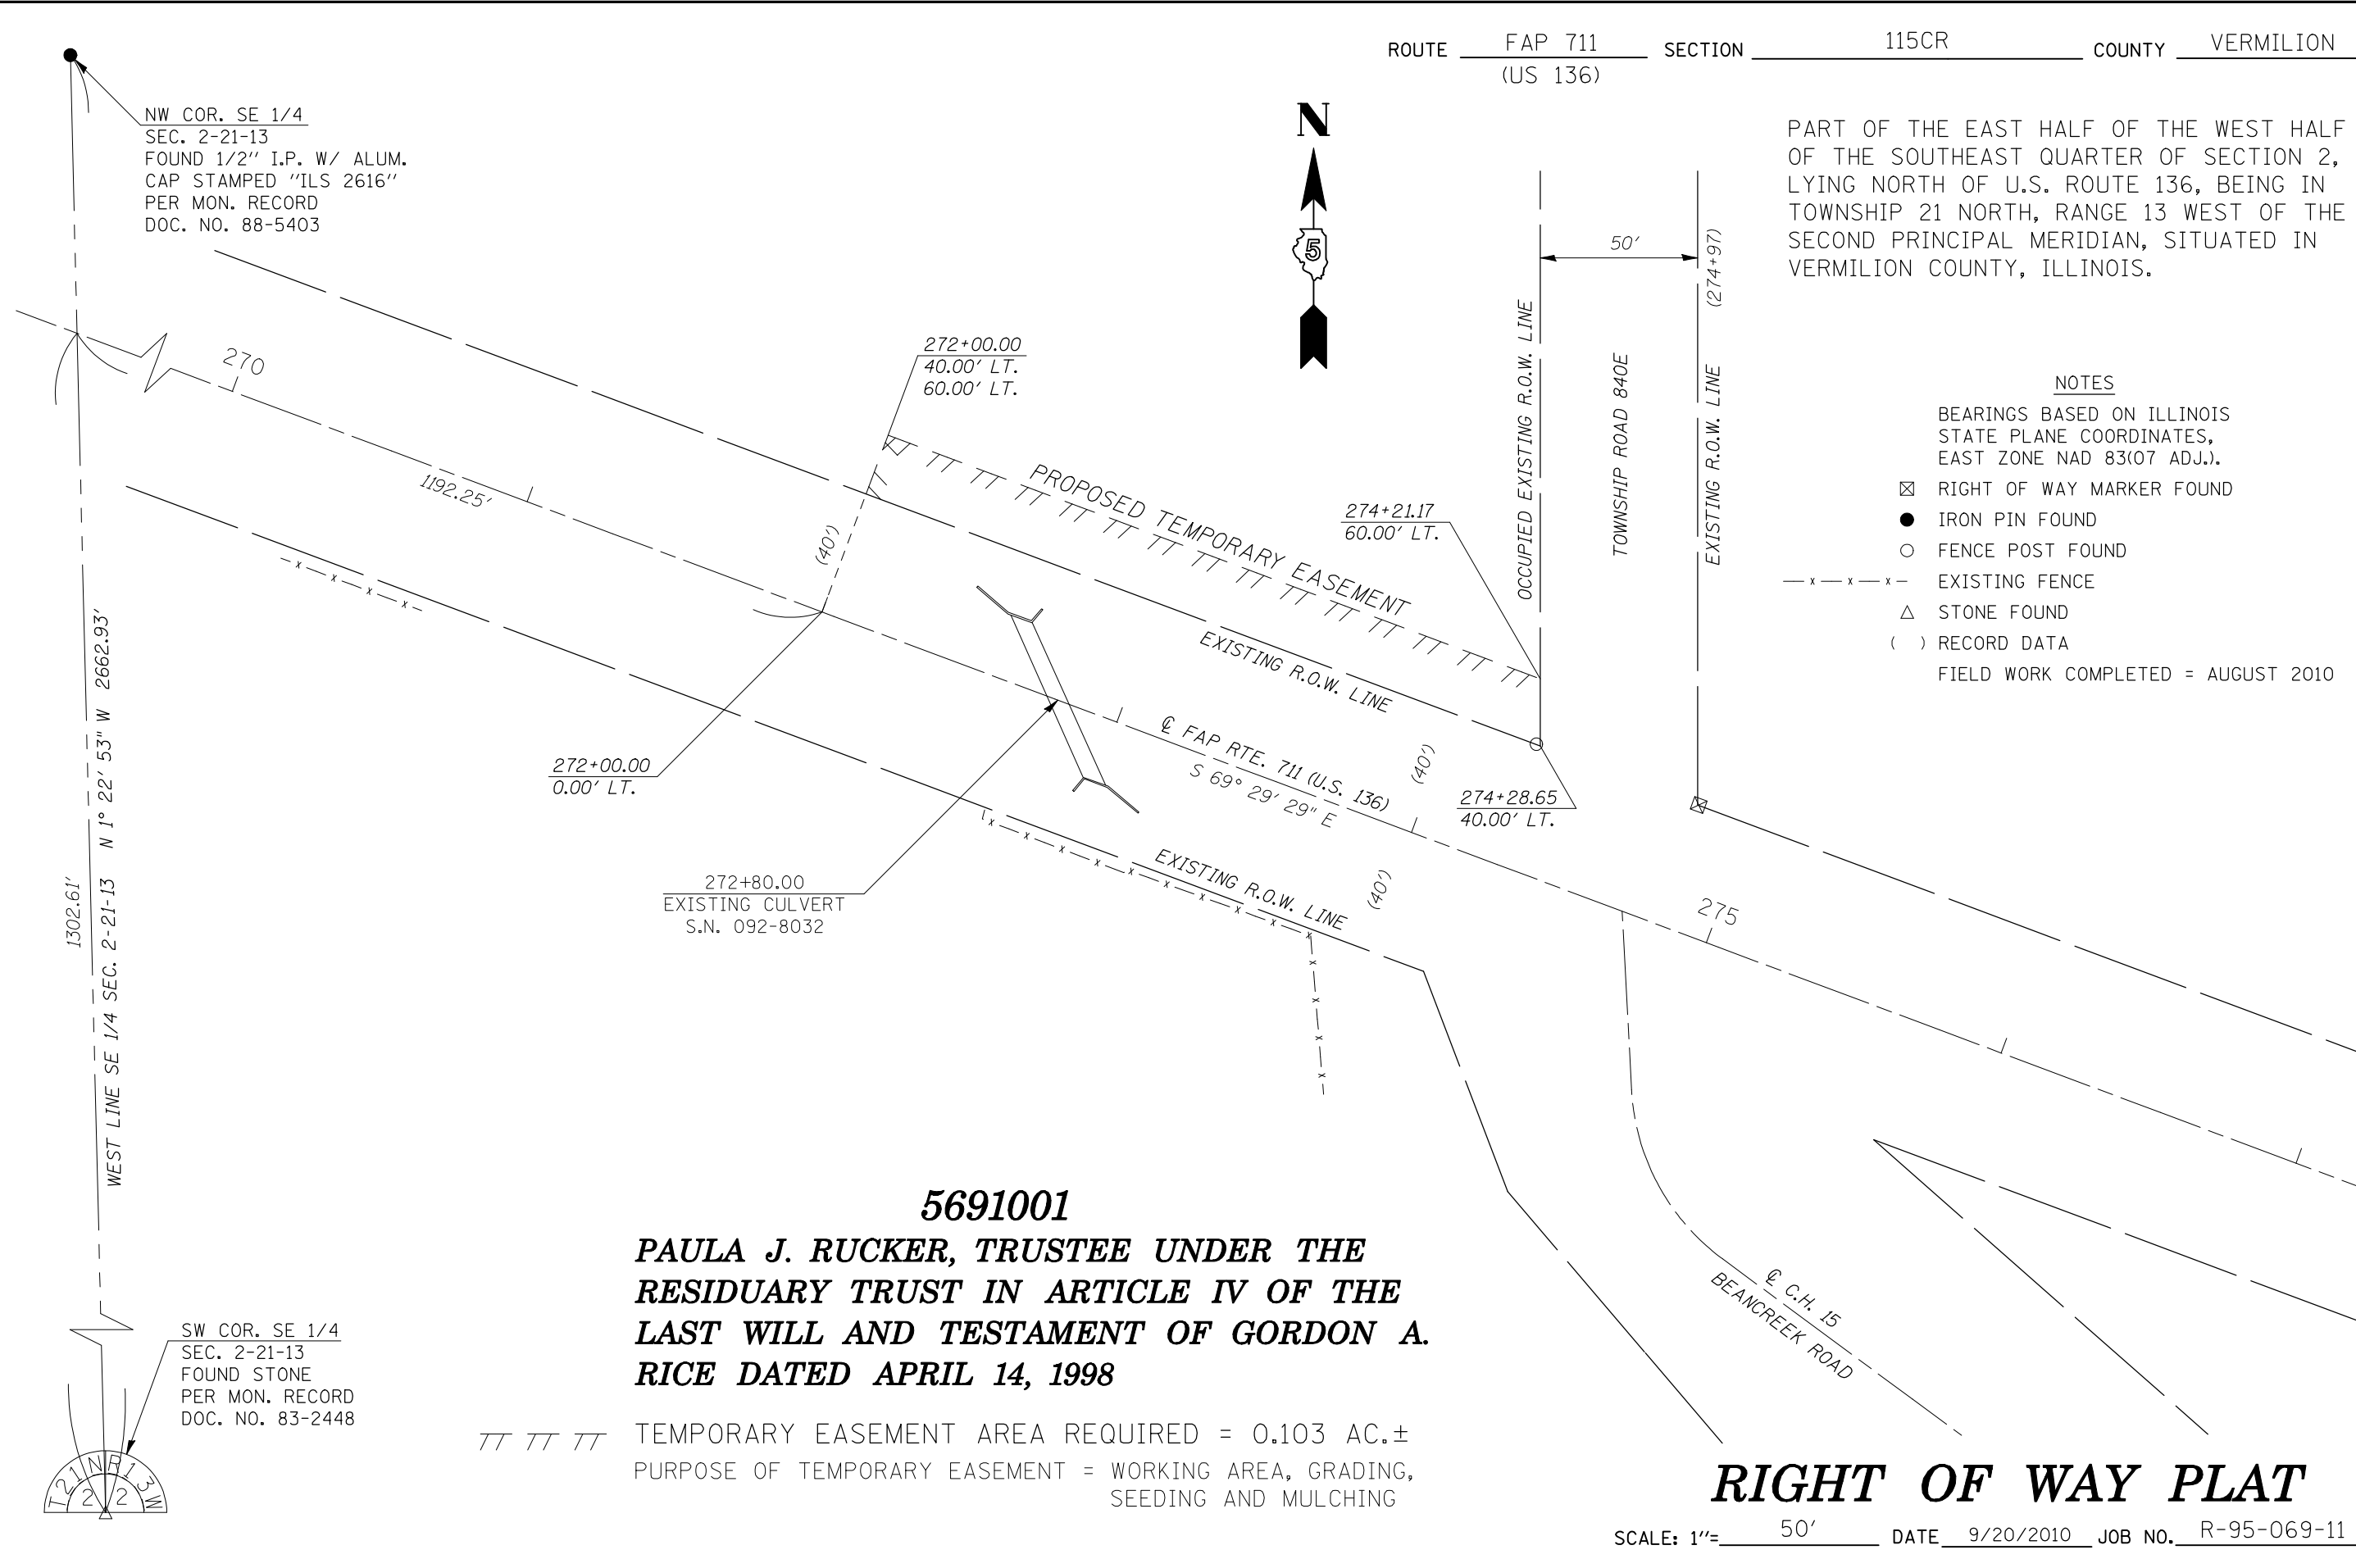 ROUTE FAP 711 SECTION 115CR COUNTY VERMILION
(US 136)
NW COR. SE 1/4
SEC. 2-21-13
FOUND 1/2" I.P. W/ ALUM.
CAP STAMPED "ILS 2616"
PER MON. RECORD
DOC. NO. 88-5403
N
5
PART OF THE EAST HALF OF THE WEST HALF
OF THE SOUTHEAST QUARTER OF SECTION 2,
LYING NORTH OF U.S. ROUTE 136, BEING IN
TOWNSHIP 21 NORTH, RANGE 13 WEST OF THE
SECOND PRINCIPAL MERIDIAN, SITUATED IN
VERMILION COUNTY, ILLINOIS.
50'
(274+97)
OCCUPIED EXISTING R.O.W. LINE
TOWNSHIP ROAD 840E
EXISTING R.O.W. LINE
270
272+00.00
40.00' LT.
60.00' LT.
1192.25'
(40')
PROPOSED TEMPORARY EASEMENT
274+21.17
60.00' LT.
EXISTING R.O.W. LINE
NOTES
BEARINGS BASED ON ILLINOIS
STATE PLANE COORDINATES,
EAST ZONE NAD 83(07 ADJ.).
RIGHT OF WAY MARKER FOUND
IRON PIN FOUND
FENCE POST FOUND
x x x EXISTING FENCE
STONE FOUND
( ) RECORD DATA
FIELD WORK COMPLETED = AUGUST 2010
272+00.00
0.00' LT.
℄ FAP RTE. 711 (U.S. 136)
S 69° 29' 29" E
(40')
274+28.65
40.00' LT.
272+80.00
EXISTING CULVERT
S.N. 092-8032
EXISTING R.O.W. LINE
(40')
275
1302.61'
WEST LINE SE 1/4 SEC. 2-21-13 N 1° 22' 53" W 2662.93'
℄ C.H. 15
BEANCREEK ROAD
5691001
PAULA J. RUCKER, TRUSTEE UNDER THE
RESIDUARY TRUST IN ARTICLE IV OF THE
LAST WILL AND TESTAMENT OF GORDON A.
RICE DATED APRIL 14, 1998
SW COR. SE 1/4
SEC. 2-21-13
FOUND STONE
PER MON. RECORD
DOC. NO. 83-2448
T21N R13W
2 2
TEMPORARY EASEMENT AREA REQUIRED = 0.103 AC.±
PURPOSE OF TEMPORARY EASEMENT = WORKING AREA, GRADING,
SEEDING AND MULCHING
RIGHT OF WAY PLAT
SCALE: 1"= 50' DATE 9/20/2010 JOB NO. R-95-069-11